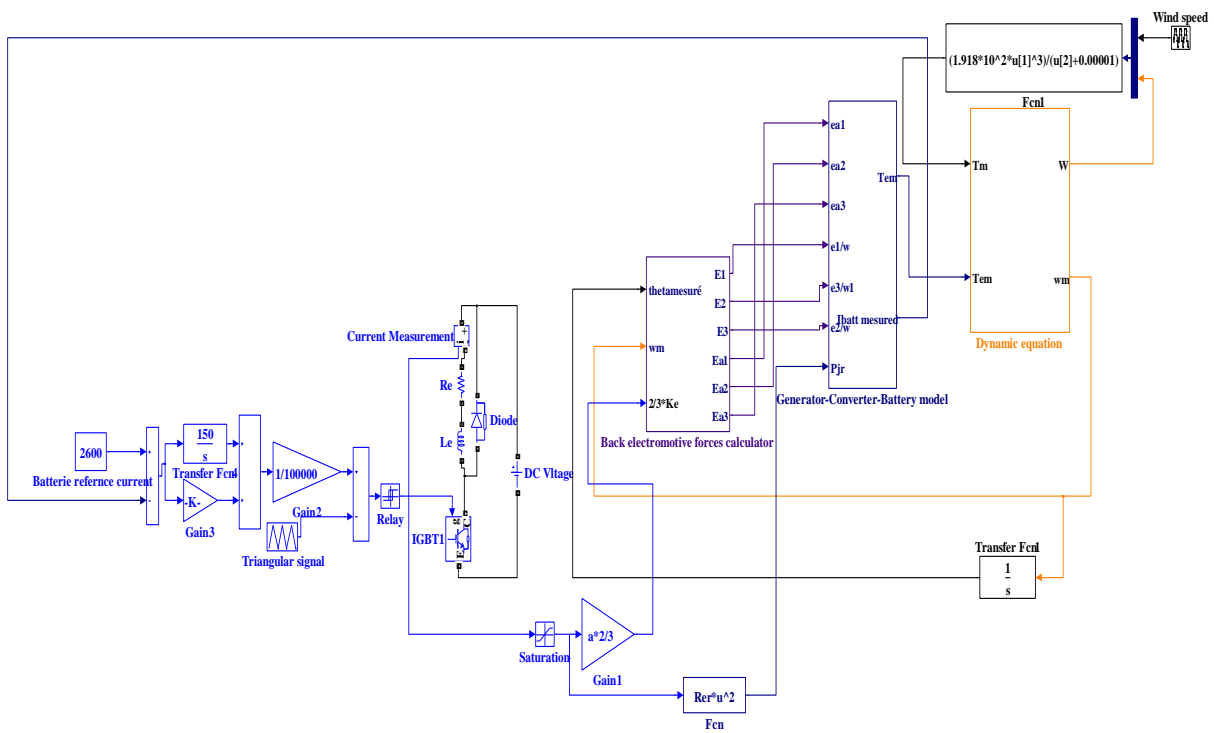 Wind speed
(1.918*10^2*u[1]^3)/(u[2]+0.00001)
Fcn1
ea1
ea2
ea3
e1/w
e3/w1
e2/w
Pjr
Tem
Ibatt mesured
Generator-Converter-Battery model
Tm
W
Tem
wm
Dynamic equation
thetamesuré
wm
2/3*Ke
E1
E2
E3
Ea1
Ea2
Ea3
Back electromotive forces calculator
Current Measurement
i
+
-
Re
Le
Diode
DC Vltage
+
IGBT1
g
C
E
2600
Batterie refernce current
+
-
150
s
Transfer Fcn4
-K-
Gain3
+
+
1/100000
Gain2
Triangular signal
+
-
Relay
Saturation
a*2/3
Gain1
Rer*u^2
Fcn
Transfer Fcn1
1
s